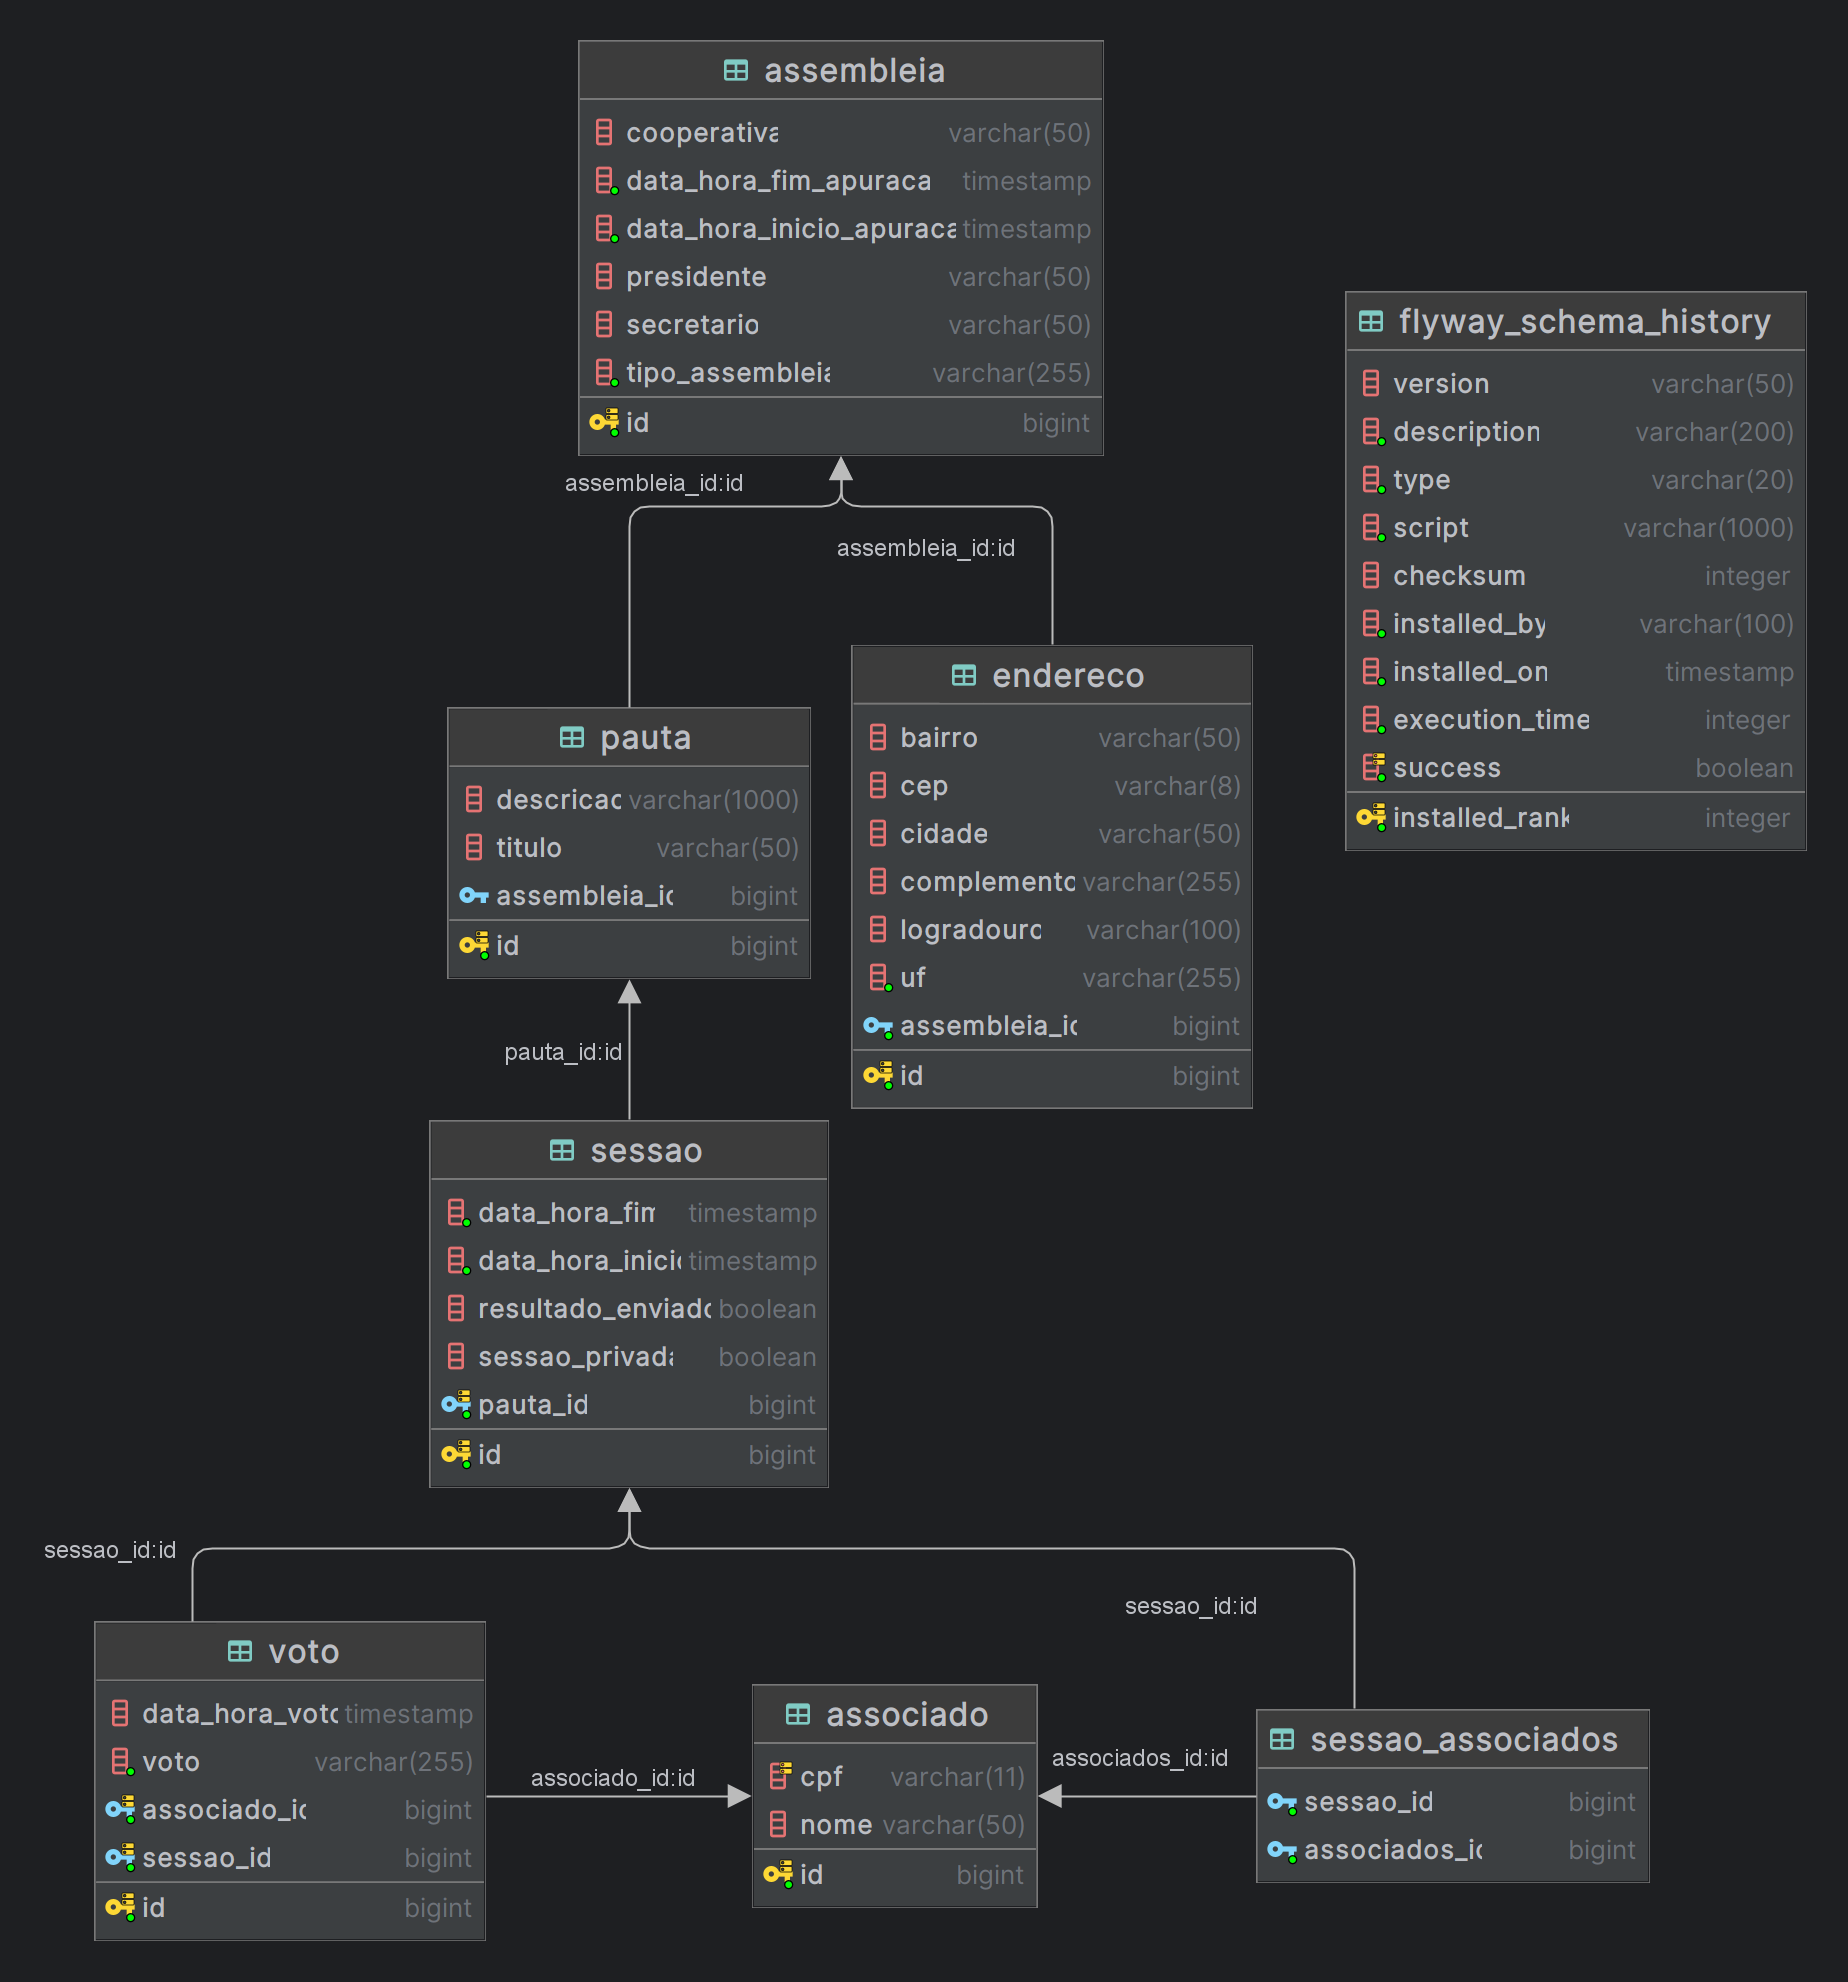 assembleia
cooperativa varchar(50)
data_hora_fim_apuraca timestamp
data_hora_inicio_apuraca timestamp
presidente varchar(50)
secretario varchar(50)
tipo_assembleia varchar(255)
id bigint
assembleia_id:id
assembleia_id:id
flyway_schema_history
version varchar(50)
description varchar(200)
type varchar(20)
script varchar(1000)
checksum integer
installed_by varchar(100)
installed_on timestamp
execution_time integer
success boolean
installed_rank integer
endereco
bairro varchar(50)
cep varchar(8)
cidade varchar(50)
complemento varchar(255)
logradouro varchar(100)
uf varchar(255)
assembleia_id bigint
id bigint
pauta
descricao varchar(1000)
titulo varchar(50)
assembleia_id bigint
id bigint
pauta_id:id
sessao
data_hora_fim timestamp
data_hora_inicio timestamp
resultado_enviado boolean
sessao_privada boolean
pauta_id bigint
id bigint
sessao_id:id
sessao_id:id
voto
data_hora_voto timestamp
voto varchar(255)
associado_id bigint
sessao_id bigint
id bigint
associado_id:id
associado
cpf varchar(11)
nome varchar(50)
id bigint
associados_id:id
sessao_associados
sessao_id bigint
associados_id bigint